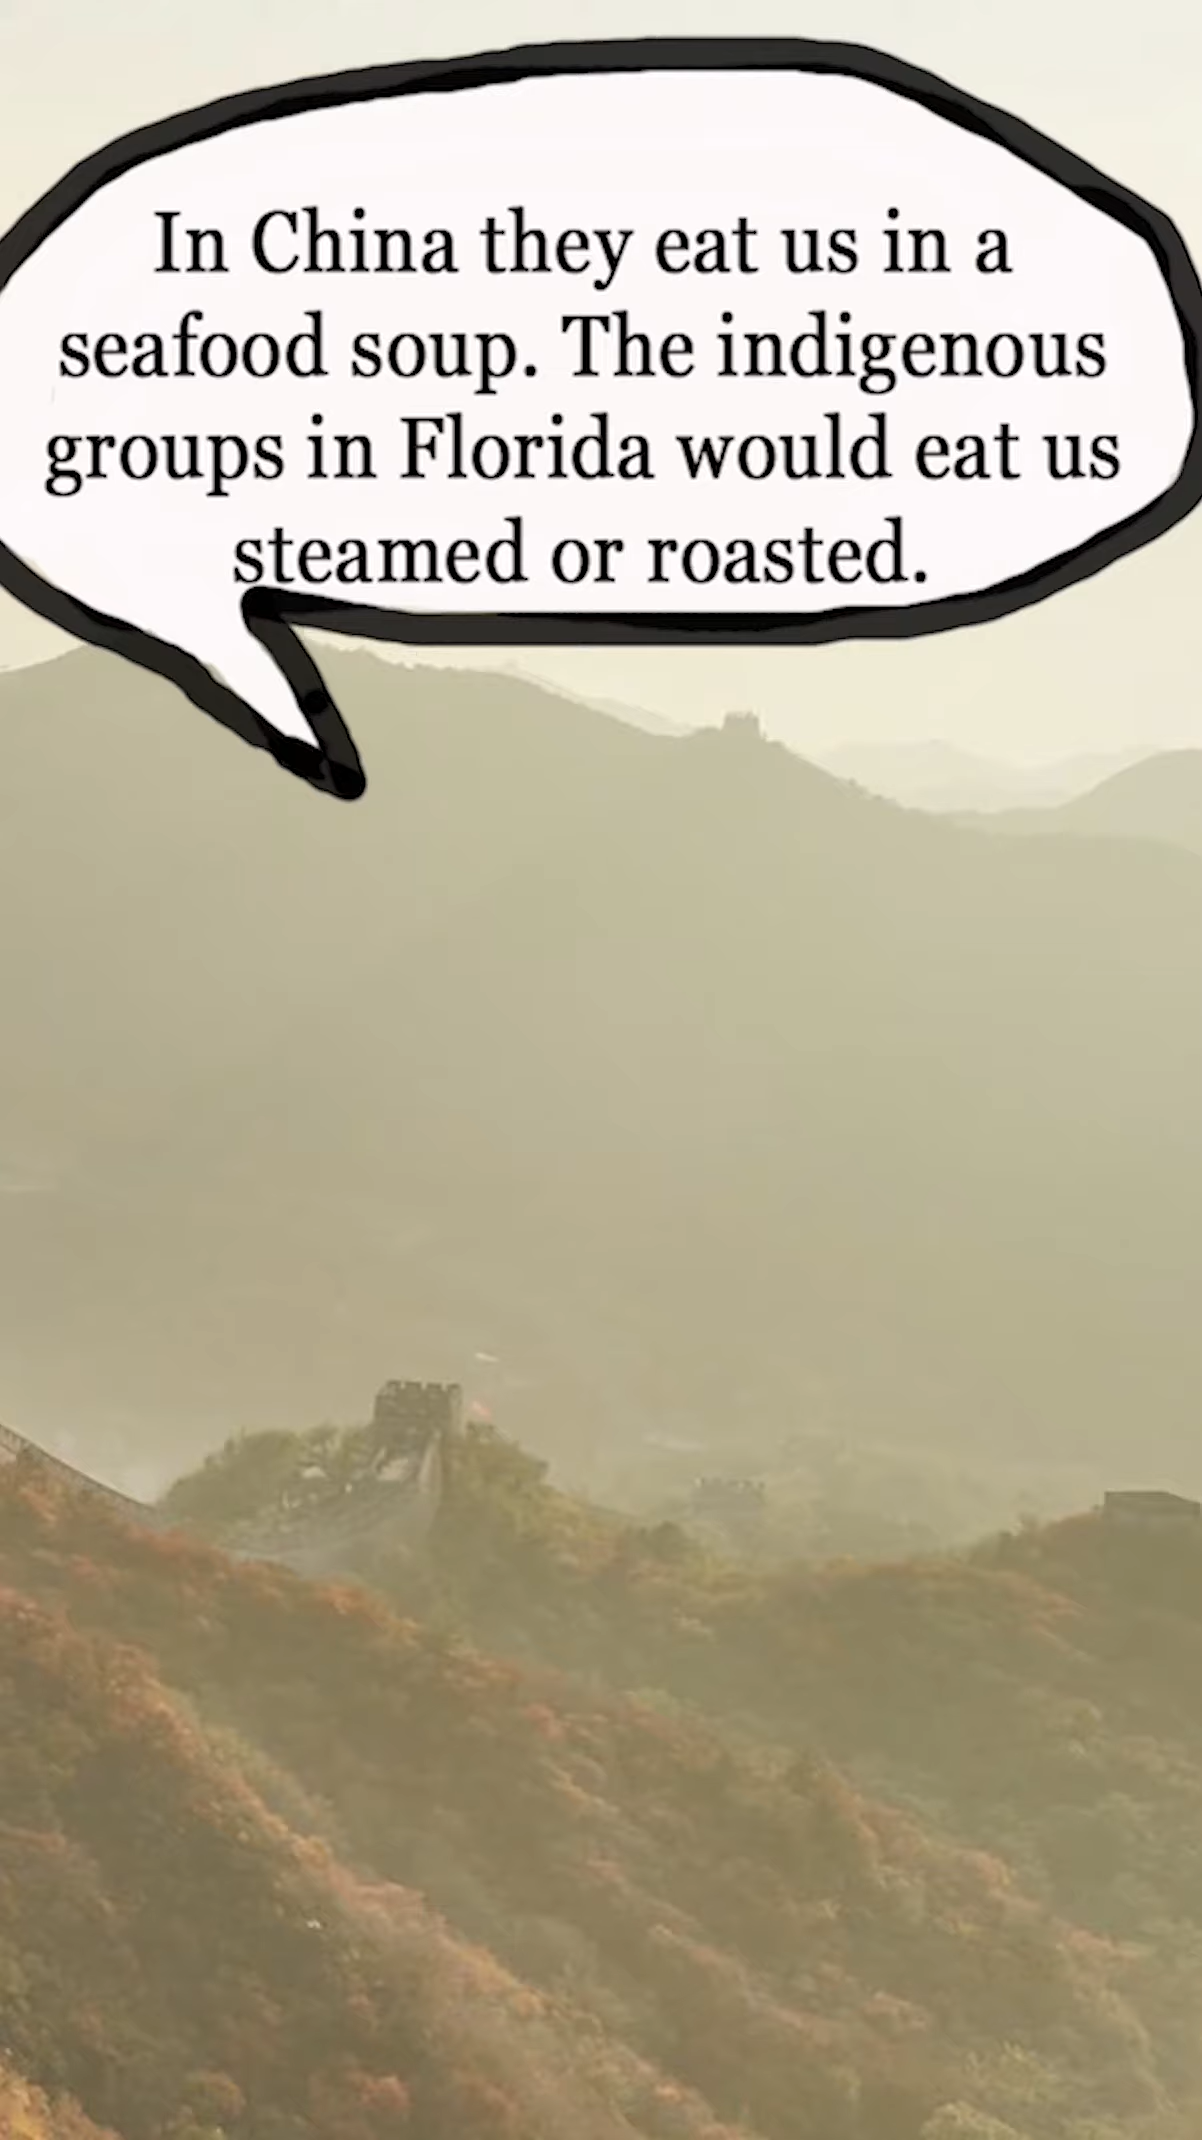 In China they eat us in a
seafood soup. The indigenous
groups in Florida would eat us
steamed or roasted.